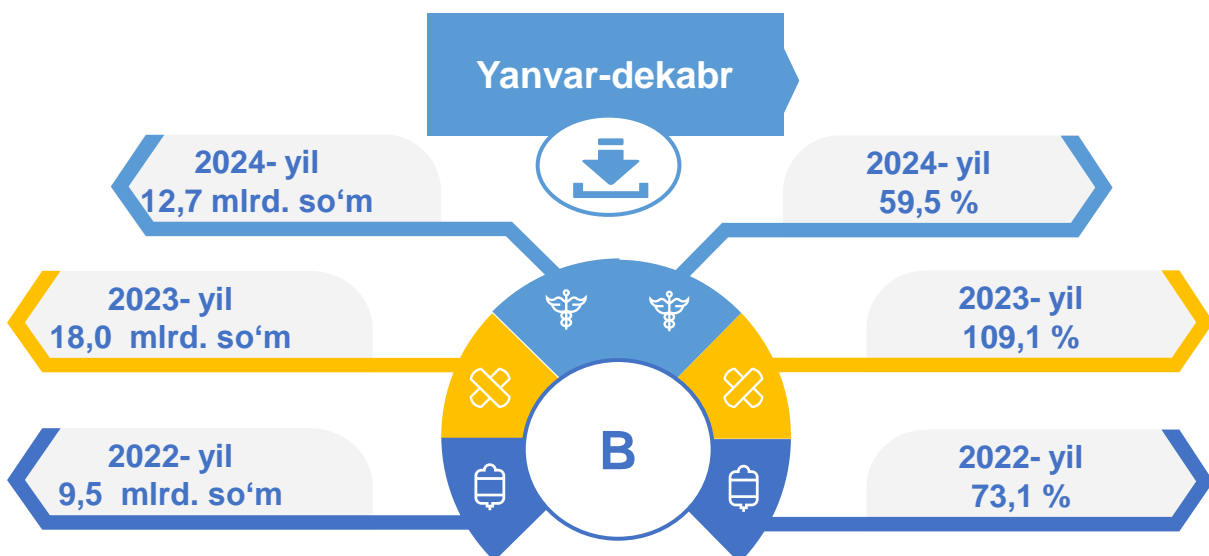 Yanvar-dekabr
2024- yil
12,7 mlrd. so‘m
2024- yil
59,5 %
2023- yil
18,0 mlrd. so‘m
2023- yil
109,1 %
2022- yil
9,5 mlrd. so‘m
2022- yil
73,1 %
B